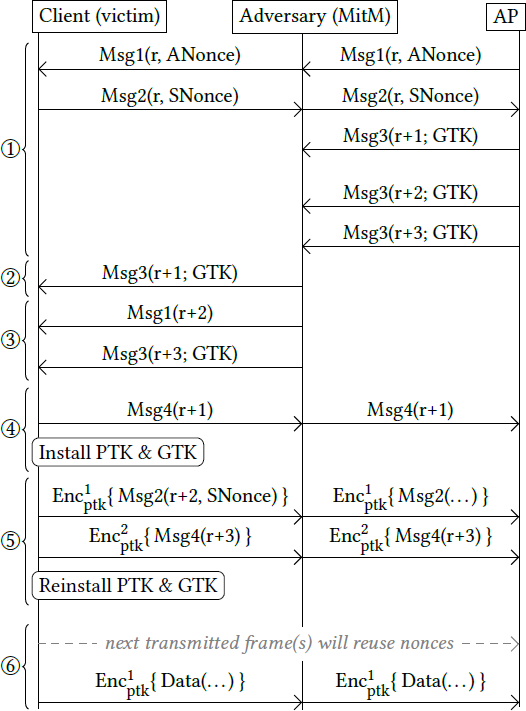 Client (victim) Adversary (MitM) AP
Msg1(r, ANonce) Msg1(r, ANonce)
Msg2(r, SNonce) Msg2(r, SNonce)
Msg3(r+1; GTK)
①
Msg3(r+2; GTK)
Msg3(r+3; GTK)
② Msg3(r+1; GTK)
Msg1(r+2)
③
Msg3(r+3; GTK)
Msg4(r+1) Msg4(r+1)
④
Install PTK & GTK
Enc¹ptk{ Msg2(r+2, SNonce) } Enc¹ptk{ Msg2(…) }
⑤ Enc²ptk{ Msg4(r+3) } Enc²ptk{ Msg4(r+3) }
Reinstall PTK & GTK
next transmitted frame(s) will reuse nonces
⑥
Enc¹ptk{ Data(…) } Enc¹ptk{ Data(…) }